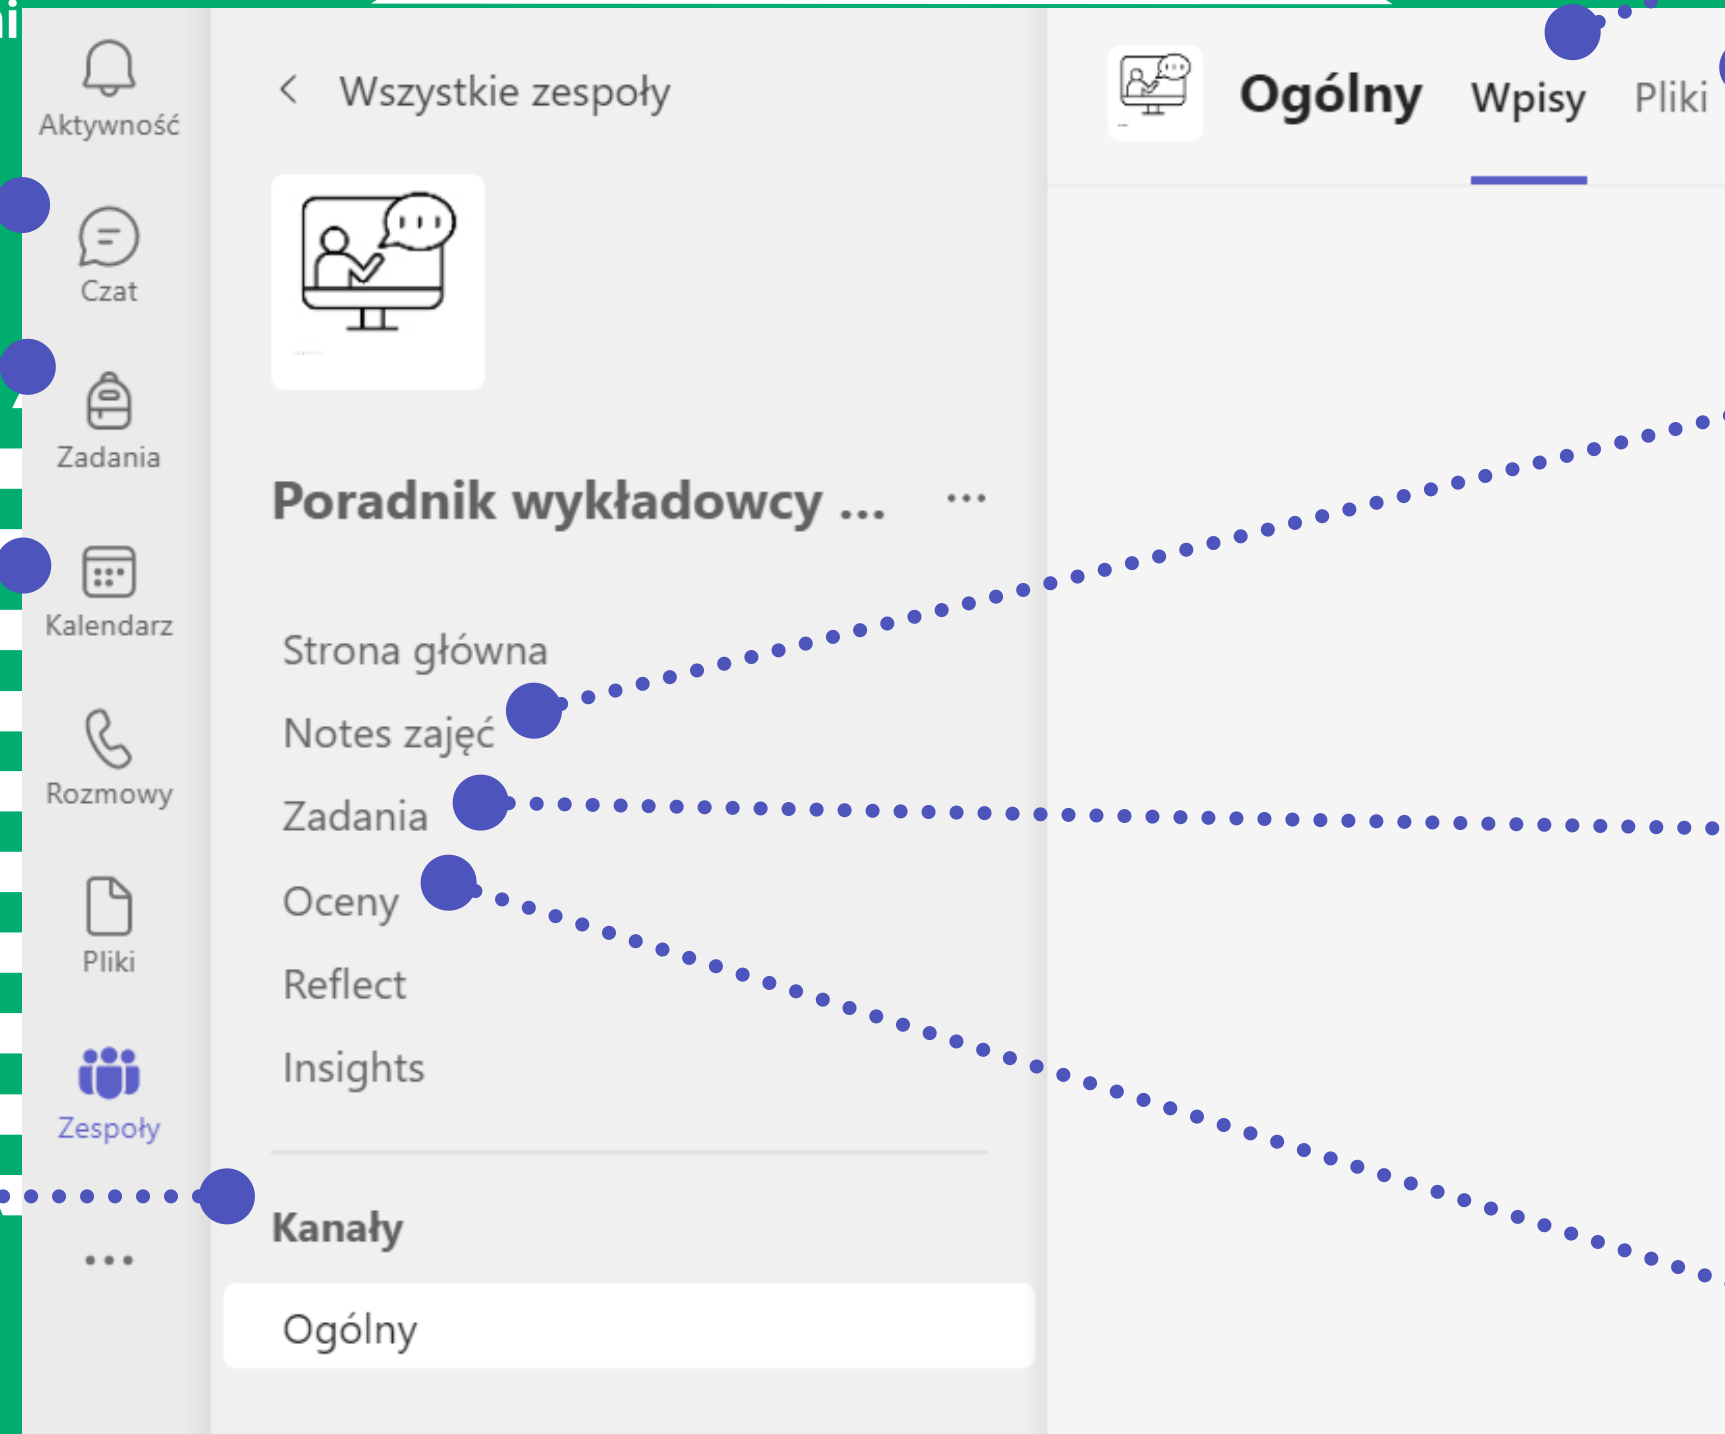 Aktywność
Czat
Zadania
Kalendarz
Rozmowy
Pliki
Zespoły
Wszystkie zespoły
Poradnik wykładowcy ...
Strona główna
Notes zajęć
Zadania
Oceny
Reflect
Insights
Kanały
Ogólny
Ogólny Wpisy Pliki